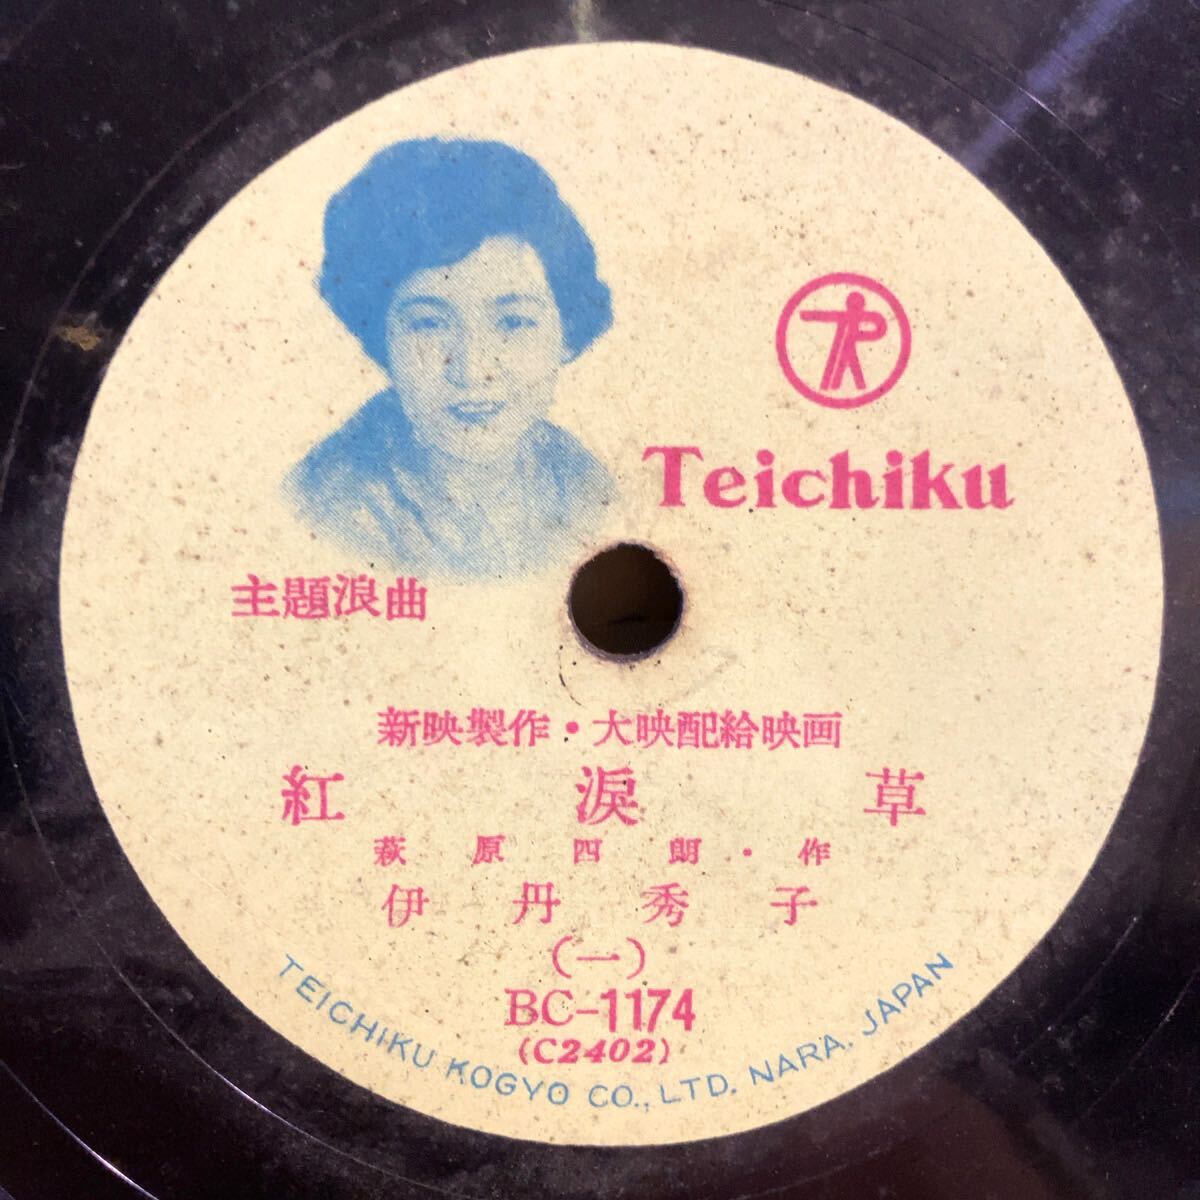 Teichiku
主題浪曲
新映製作・大映配給映画
紅涙草
萩原四朗・作
伊丹秀子
(一)
BC-1174
(C2402)
TEICHIKU KOGYO CO., LTD. NARA. JAPAN